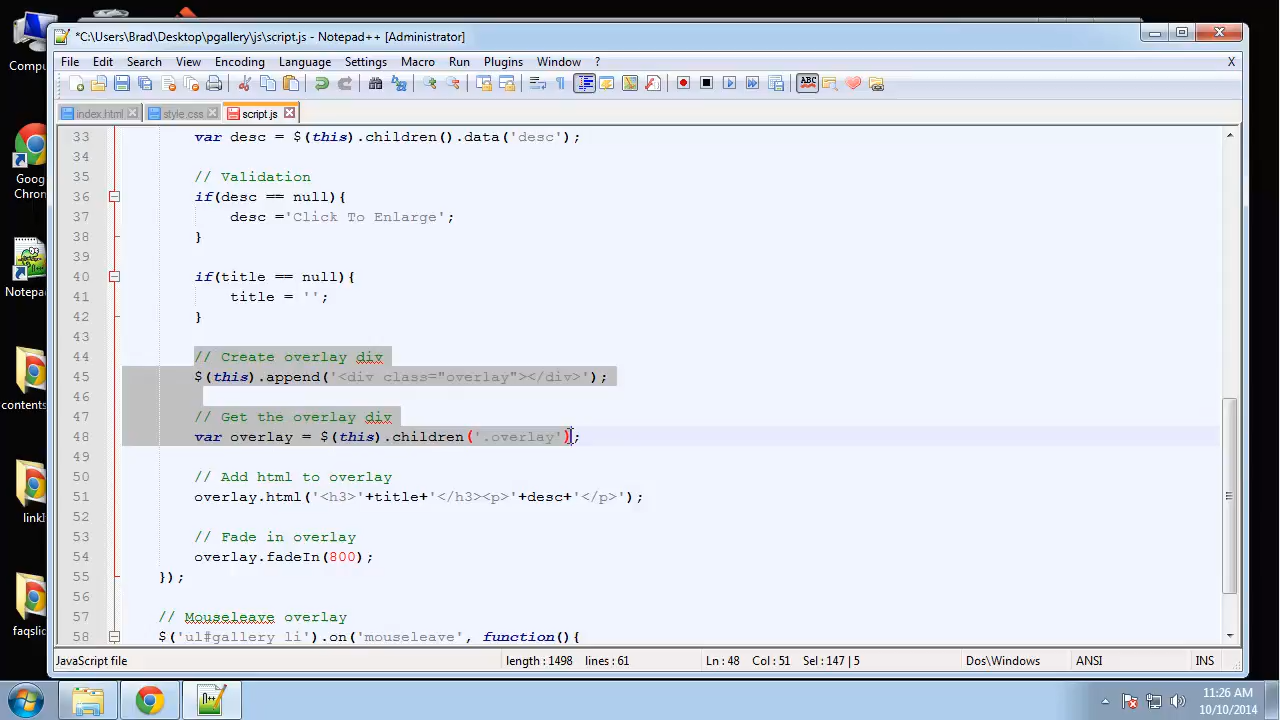 *C:\Users\Brad\Desktop\pgallery\js\script.js - Notepad++ [Administrator]
File Edit Search View Encoding Language Settings Macro Run Plugins Window ? X
index.html style.css script.js
33 var desc = $(this).children().data('desc');
34
35 // Validation
36 if(desc == null){
37 desc ='Click To Enlarge';
38 }
39
40 if(title == null){
41 title = '';
42 }
43
44 // Create overlay div
45 $(this).append('<div class="overlay"></div>');
46
47 // Get the overlay div
48 var overlay = $(this).children('.overlay');
49
50 // Add html to overlay
51 overlay.html('<h3>'+title+'</h3><p>'+desc+'</p>');
52
53 // Fade in overlay
54 overlay.fadeIn(800);
55 });
56
57 // Mouseleave overlay
58 $('ul#gallery li').on('mouseleave', function(){
JavaScript file length : 1498 lines : 61 Ln : 48 Col : 51 Sel : 147 | 5 Dos\Windows ANSI INS
Compu
Goog
Chron
Notep
contents
link
faqslic
11:26 AM
10/10/2014